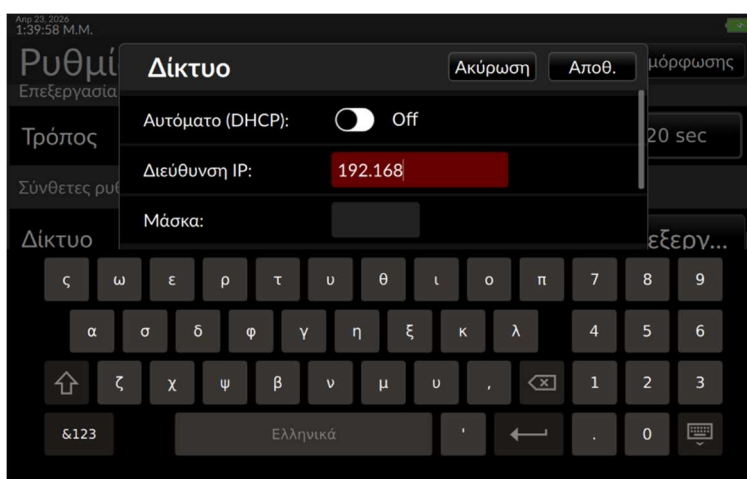 Απρ 23, 2026
1:39:58 Μ.Μ.
Ρυθμί
μόρφωσης
Επεξεργασία
Τρόπος
20 sec
Σύνθετες ρυθ
Δίκτυο
εξεργ...
Δίκτυο
Ακύρωση
Αποθ.
Αυτόματο (DHCP):
Off
Διεύθυνση IP:
192.168
Μάσκα:
ς ω ε ρ τ υ θ ι ο π 7 8 9
α σ δ φ γ η ξ κ λ 4 5 6
ζ χ ψ β ν μ υ , 1 2 3
&123 Ελληνικά ' . 0